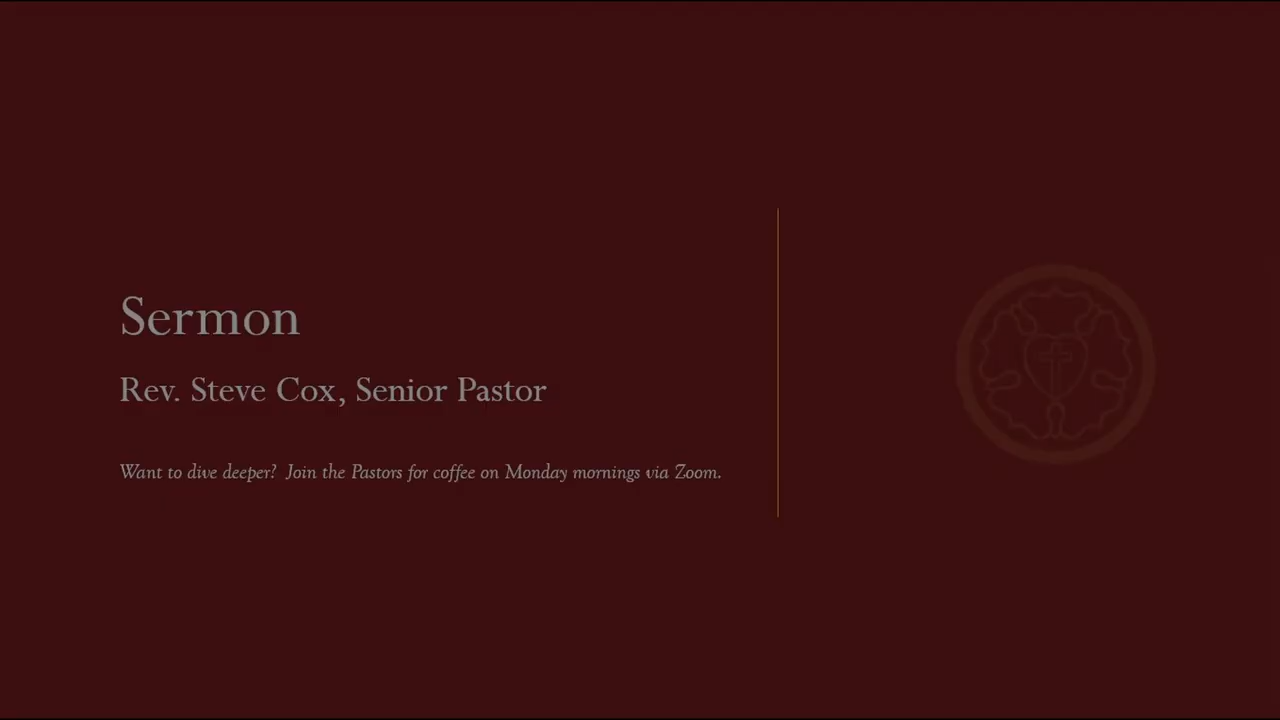 Sermon
Rev. Steve Cox, Senior Pastor
Want to dive deeper? Join the Pastors for coffee on Monday mornings via Zoom.